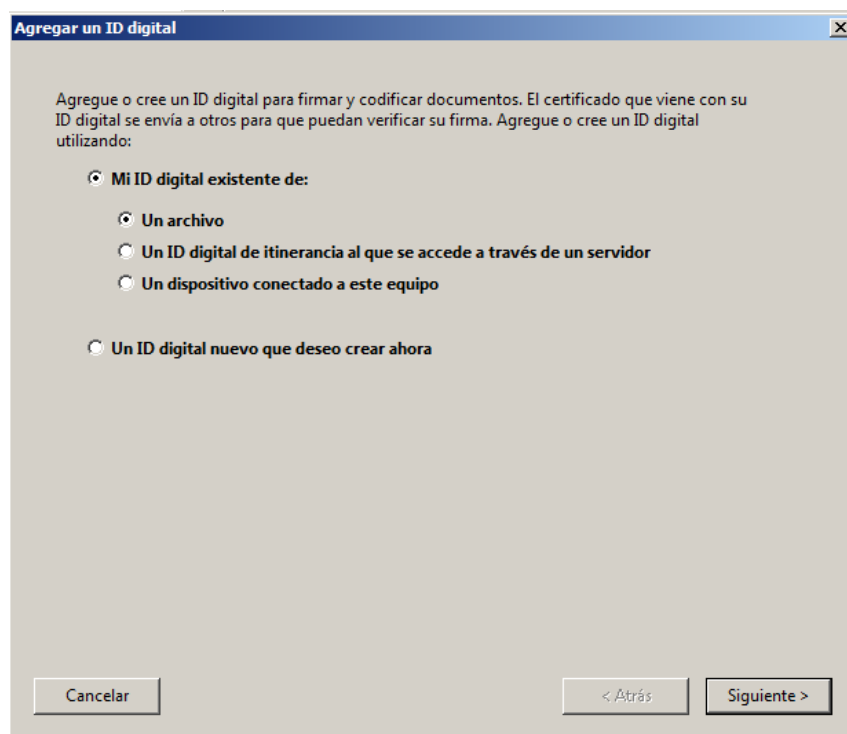 Agregar un ID digital
Agregue o cree un ID digital para firmar y codificar documentos. El certificado que viene con su
ID digital se envía a otros para que puedan verificar su firma. Agregue o cree un ID digital
utilizando:
Mi ID digital existente de:
Un archivo
Un ID digital de itinerancia al que se accede a través de un servidor
Un dispositivo conectado a este equipo
Un ID digital nuevo que deseo crear ahora
Cancelar
< Atrás
Siguiente >